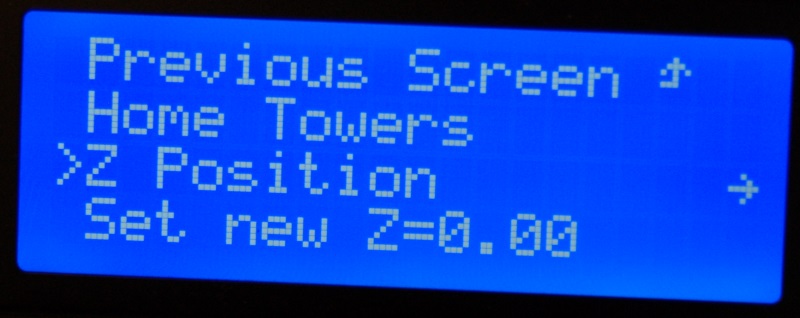 Previous Screen ⬏
Home Towers
>Z Position →
Set new Z=0.00